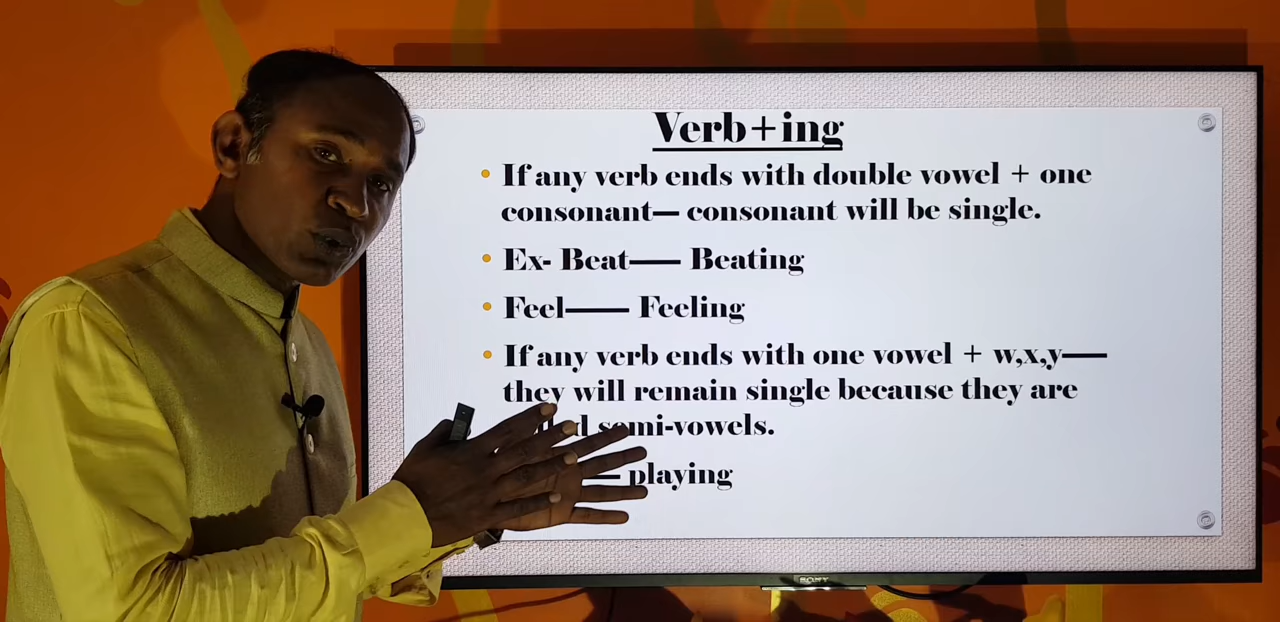 Verb+ing
If any verb ends with double vowel + one
consonant— consonant will be single.
Ex- Beat—— Beating
Feel—— Feeling
If any verb ends with one vowel + w,x,y——
they will remain single because they are
semi-vowels.
— playing
SONY